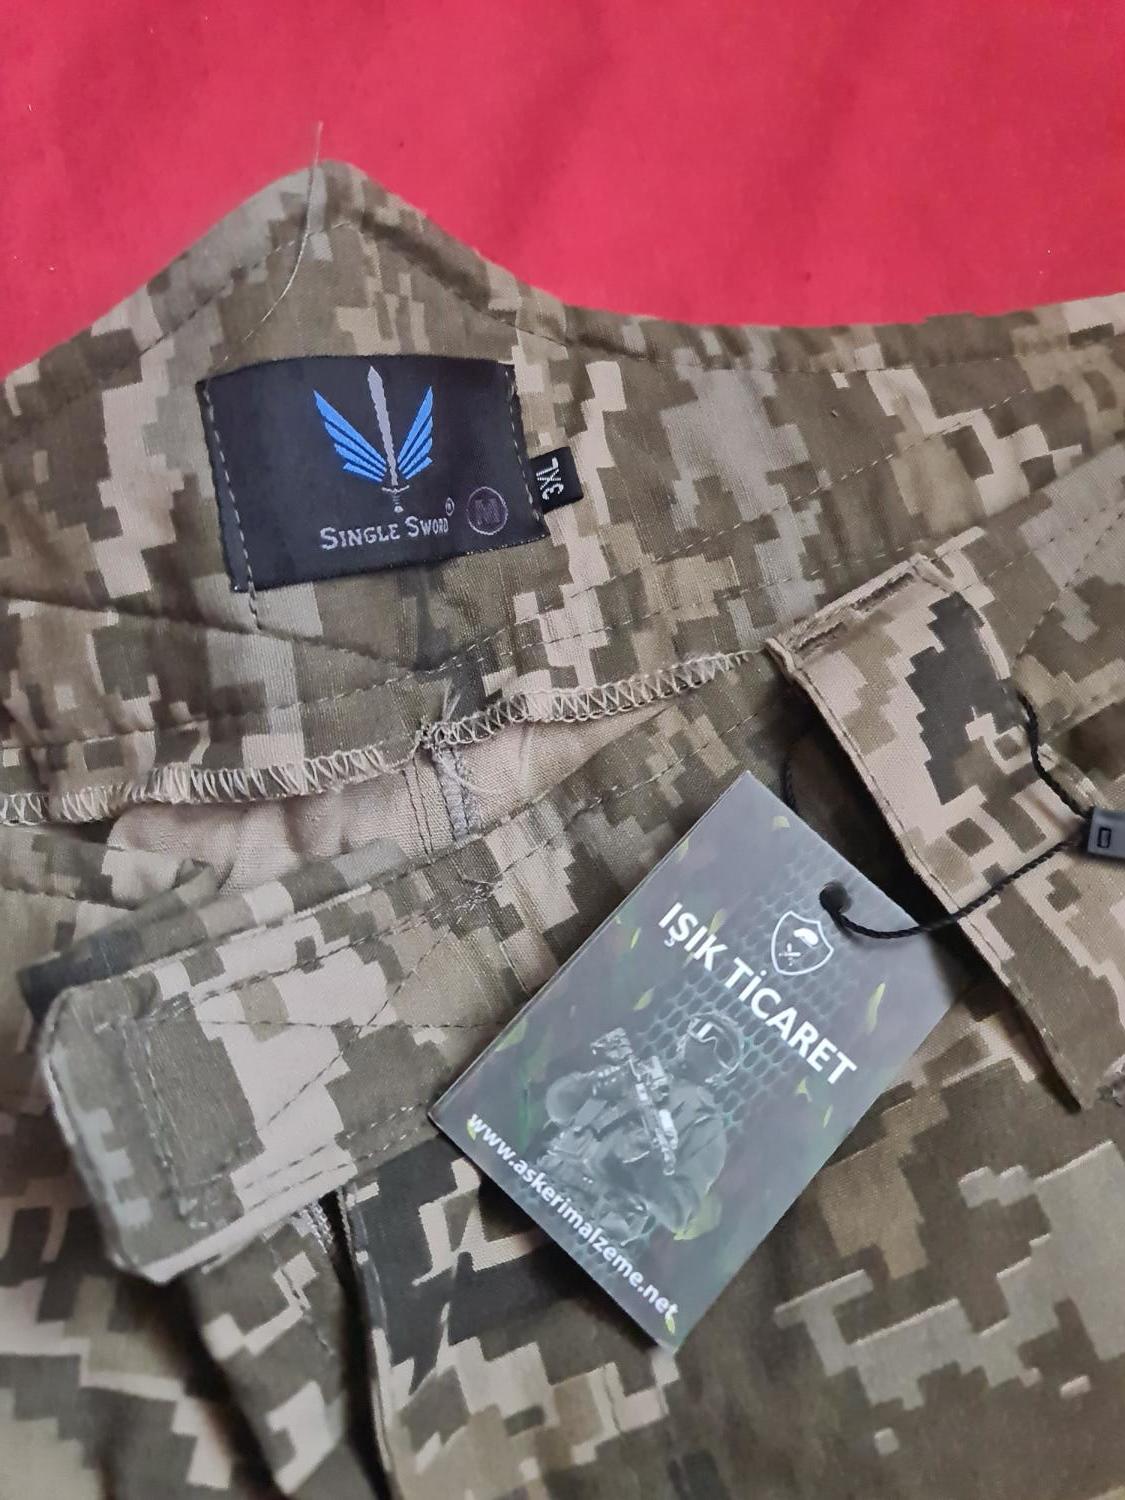 SINGLE SWORD®
M
3XL
IŞIK TİCARET
www.askerimalzeme.net